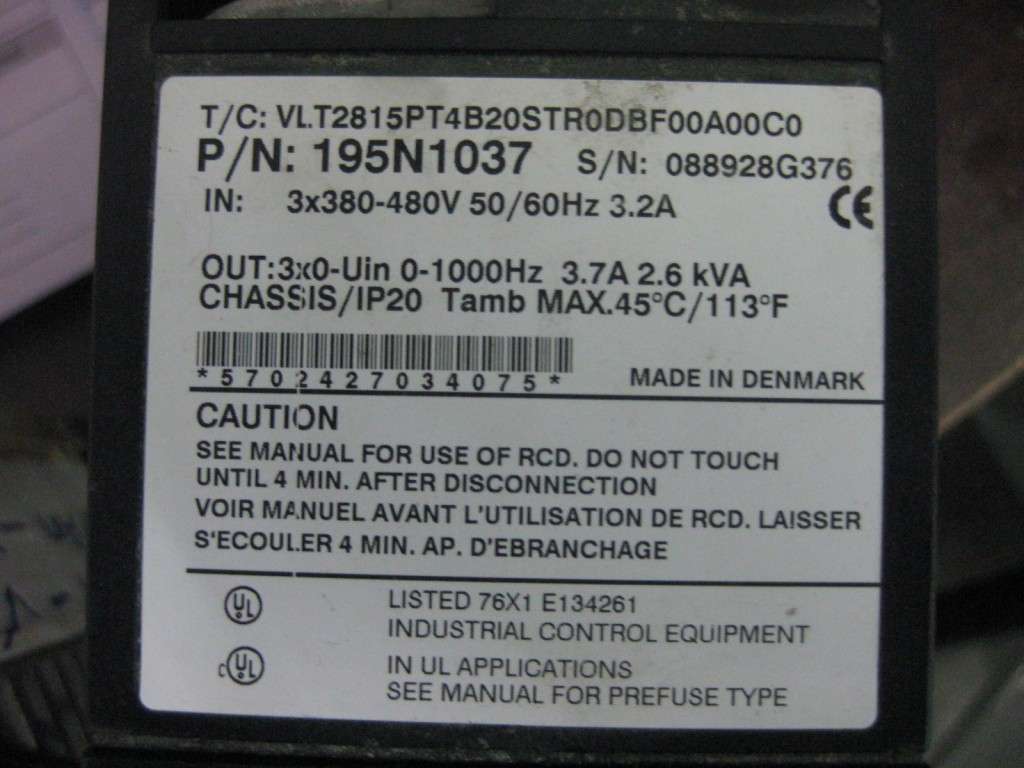 T/C: VLT2815PT4B20STR0DBF00A00C0
P/N: 195N1037 S/N: 088928G376
IN: 3x380-480V 50/60Hz 3.2A
CE
OUT:3x0-Uin 0-1000Hz 3.7A 2.6 kVA
CHASSIS/IP20 Tamb MAX.45°C/113°F
*5702427034075*
MADE IN DENMARK
CAUTION
SEE MANUAL FOR USE OF RCD. DO NOT TOUCH
UNTIL 4 MIN. AFTER DISCONNECTION
VOIR MANUEL AVANT L'UTILISATION DE RCD. LAISSER
S'ECOULER 4 MIN. AP. D'EBRANCHAGE
UL LISTED 76X1 E134261
INDUSTRIAL CONTROL EQUIPMENT
c UL IN UL APPLICATIONS
SEE MANUAL FOR PREFUSE TYPE